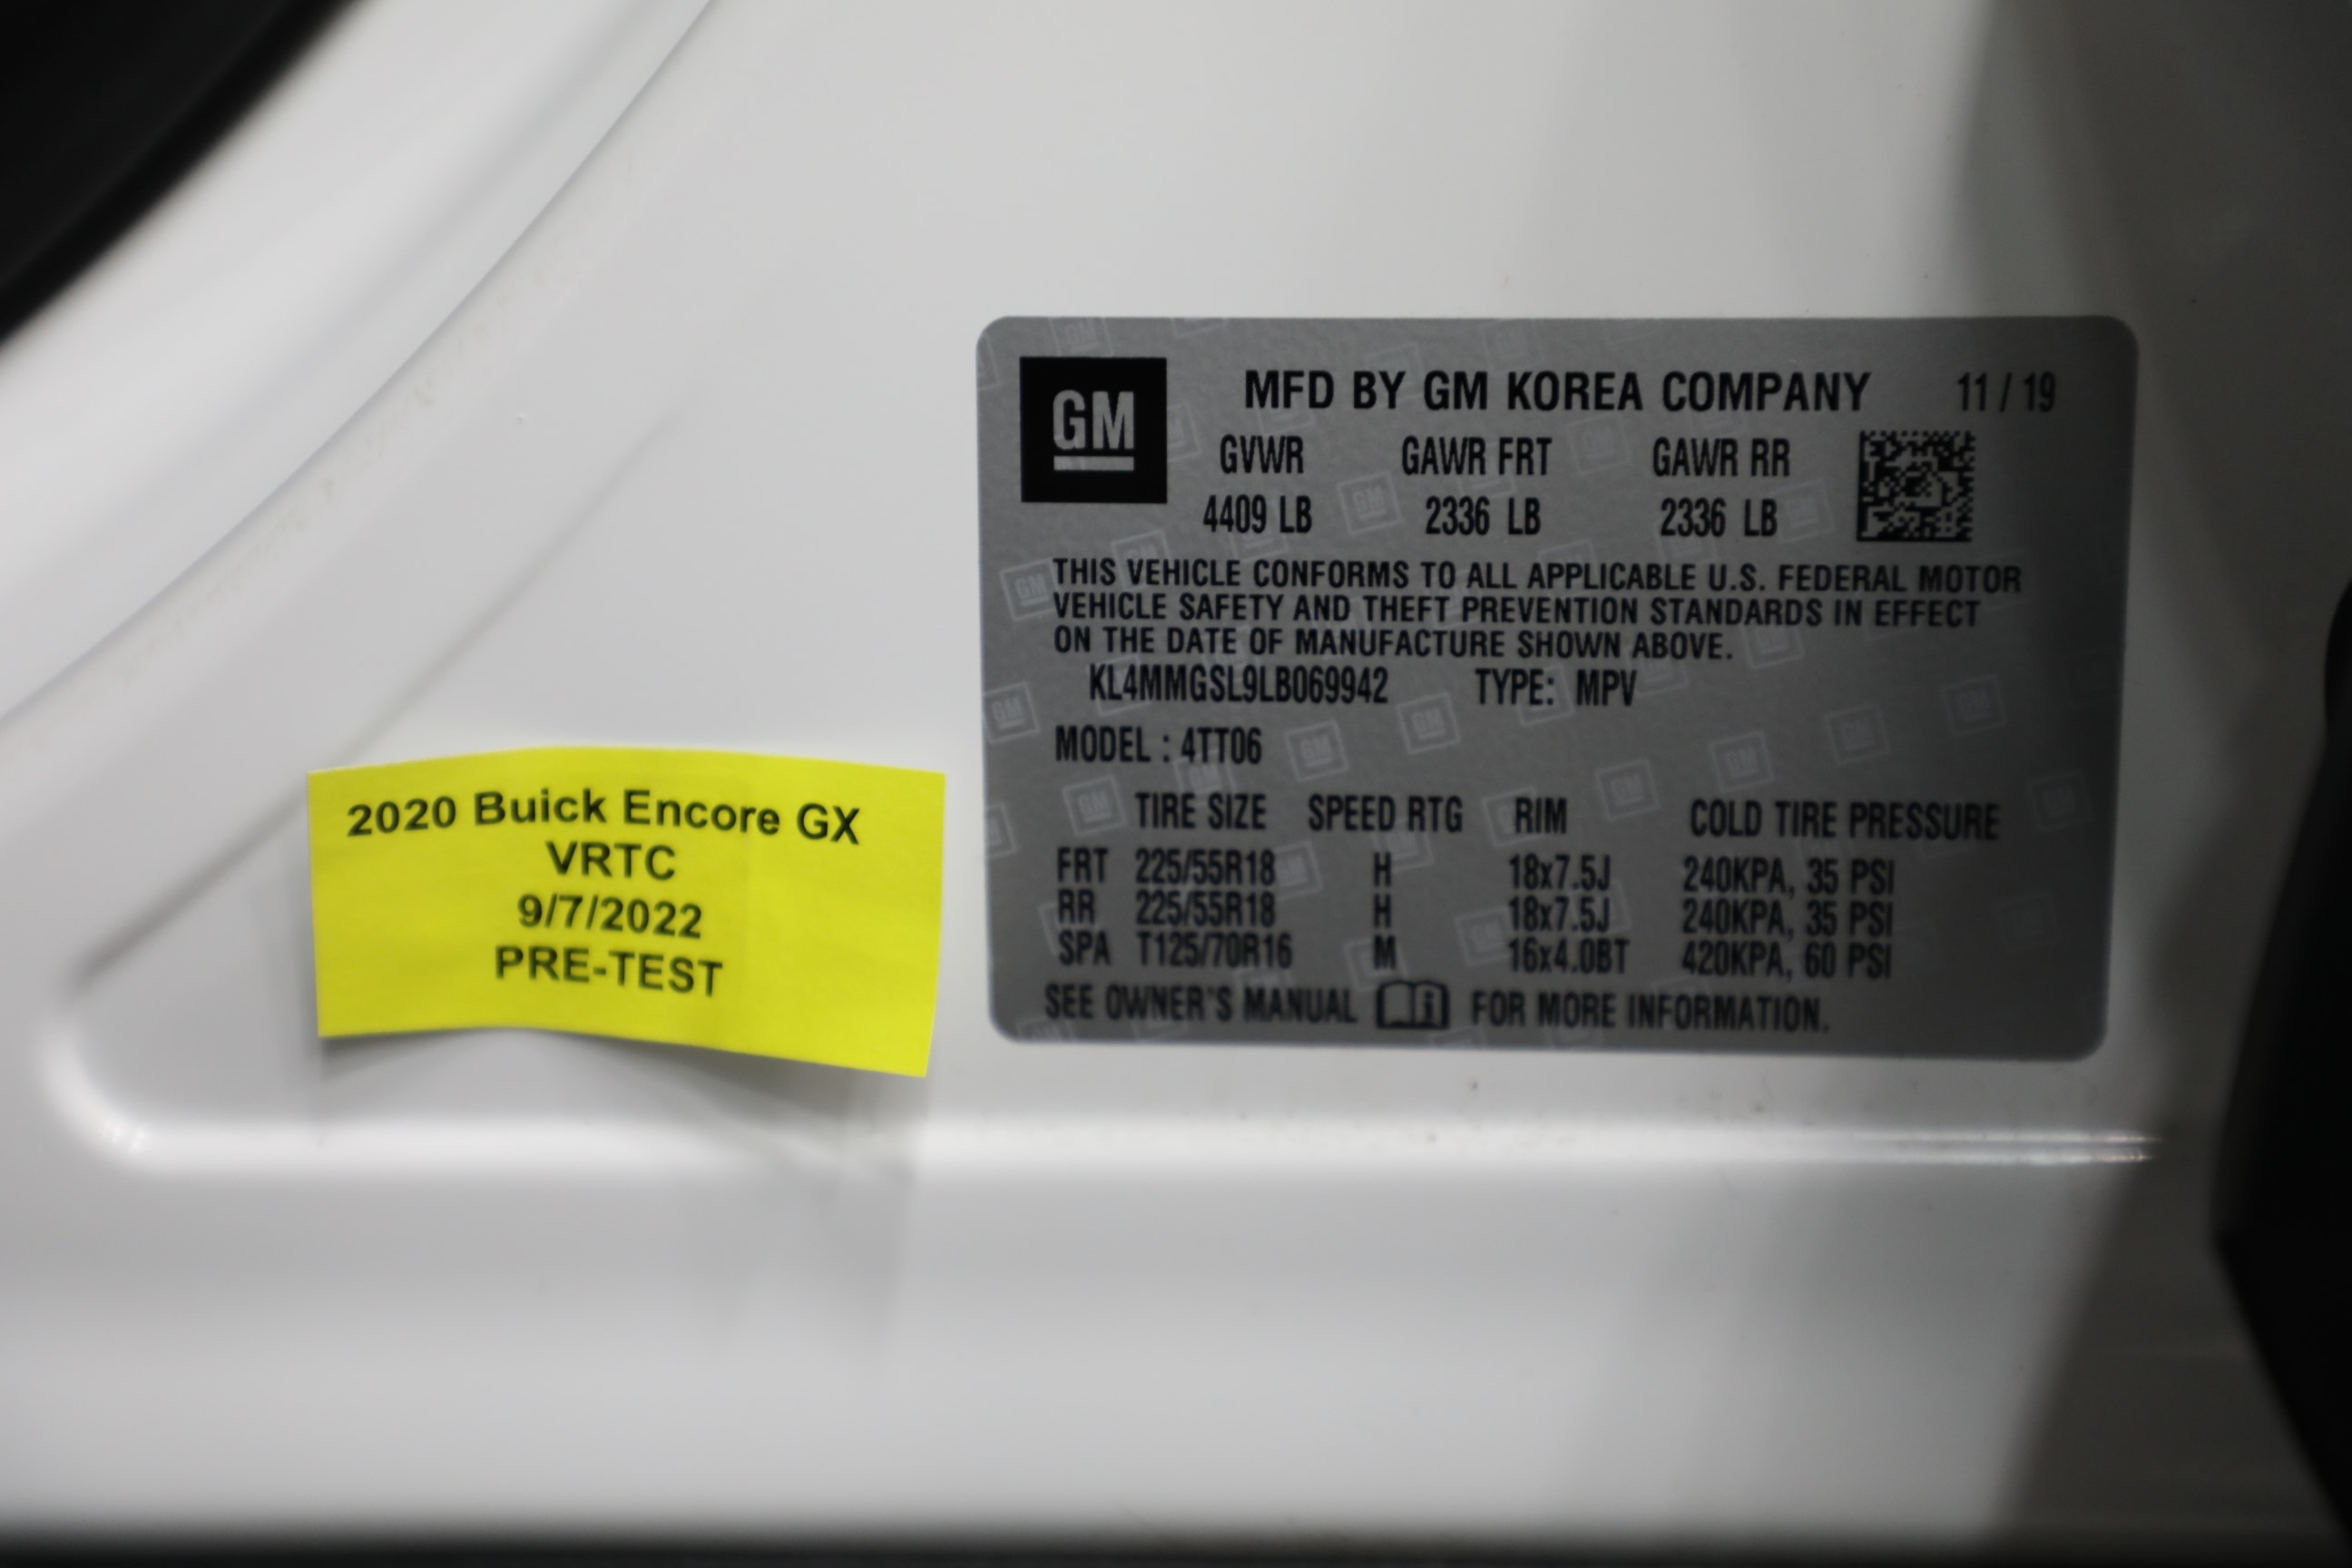 GM
MFD BY GM KOREA COMPANY 11 / 19
GVWR GAWR FRT GAWR RR
4409 LB 2336 LB 2336 LB
THIS VEHICLE CONFORMS TO ALL APPLICABLE U.S. FEDERAL MOTOR
VEHICLE SAFETY AND THEFT PREVENTION STANDARDS IN EFFECT
ON THE DATE OF MANUFACTURE SHOWN ABOVE.
KL4MMGSL9LB069942 TYPE: MPV
MODEL : 4TT06
TIRE SIZE SPEED RTG RIM COLD TIRE PRESSURE
FRT 225/55R18 H 18x7.5J 240KPA, 35 PSI
RR 225/55R18 H 18x7.5J 240KPA, 35 PSI
SPA T125/70R16 M 16x4.0BT 420KPA, 60 PSI
SEE OWNER'S MANUAL i FOR MORE INFORMATION.
2020 Buick Encore GX
VRTC
9/7/2022
PRE-TEST